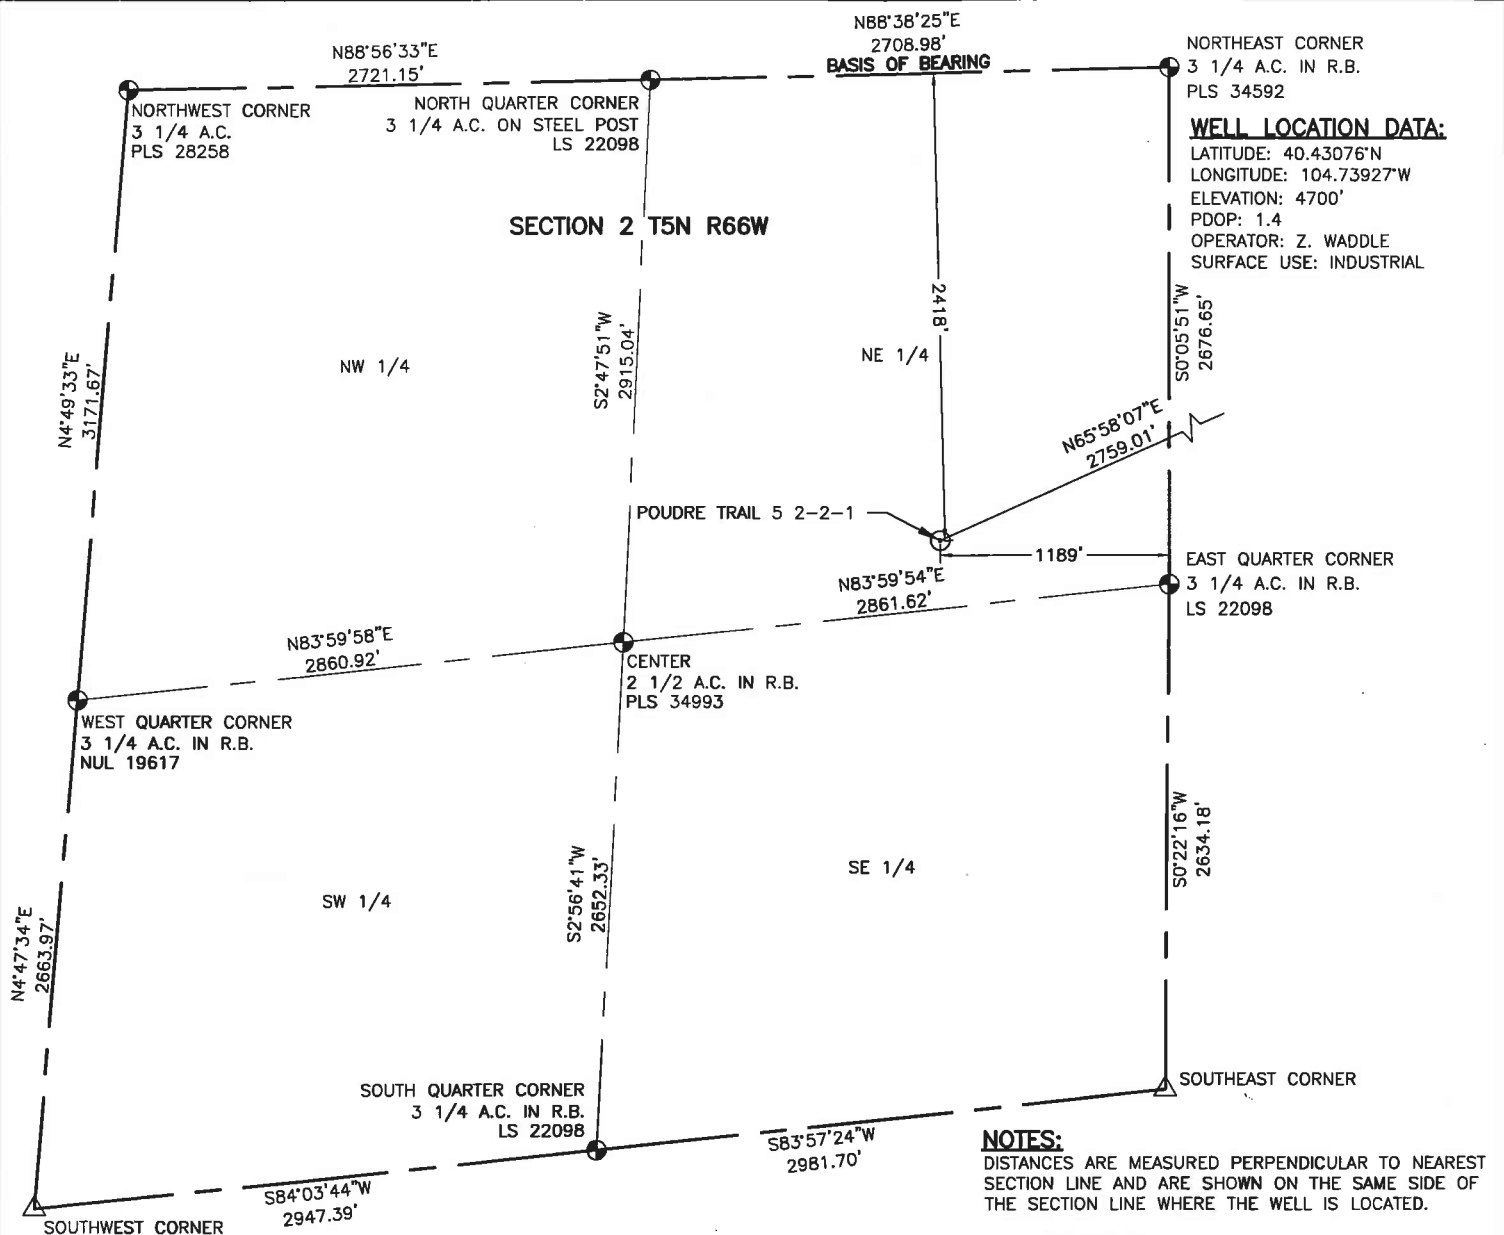 N88°38'25"E
2708.98'
BASIS OF BEARING
N88°56'33"E
2721.15'
NORTHEAST CORNER
3 1/4 A.C. IN R.B.
PLS 34592
NORTHWEST CORNER
3 1/4 A.C.
PLS 28258
NORTH QUARTER CORNER
3 1/4 A.C. ON STEEL POST
LS 22098
WELL LOCATION DATA:
LATITUDE: 40.43076°N
LONGITUDE: 104.73927°W
ELEVATION: 4700'
PDOP: 1.4
OPERATOR: Z. WADDLE
SURFACE USE: INDUSTRIAL
SECTION 2 T5N R66W
2418'
S0°05'51"W
2676.65'
S2°47'51"W
2915.04'
NW 1/4
NE 1/4
N4°49'33"E
3171.67'
N65°58'07"E
2759.01'
POUDRE TRAIL 5 2-2-1
1189'
EAST QUARTER CORNER
3 1/4 A.C. IN R.B.
LS 22098
N83°59'54"E
2861.62'
N83°59'58"E
2860.92'
CENTER
2 1/2 A.C. IN R.B.
PLS 34993
WEST QUARTER CORNER
3 1/4 A.C. IN R.B.
NUL 19617
S0°22'16"W
2634.18'
S2°56'41"W
2652.33'
SE 1/4
SW 1/4
N4°47'34"E
2663.97'
SOUTH QUARTER CORNER
3 1/4 A.C. IN R.B.
LS 22098
SOUTHEAST CORNER
S83°57'24"W
2981.70'
S84°03'44"W
2947.39'
SOUTHWEST CORNER
NOTES:
DISTANCES ARE MEASURED PERPENDICULAR TO NEAREST
SECTION LINE AND ARE SHOWN ON THE SAME SIDE OF
THE SECTION LINE WHERE THE WELL IS LOCATED.